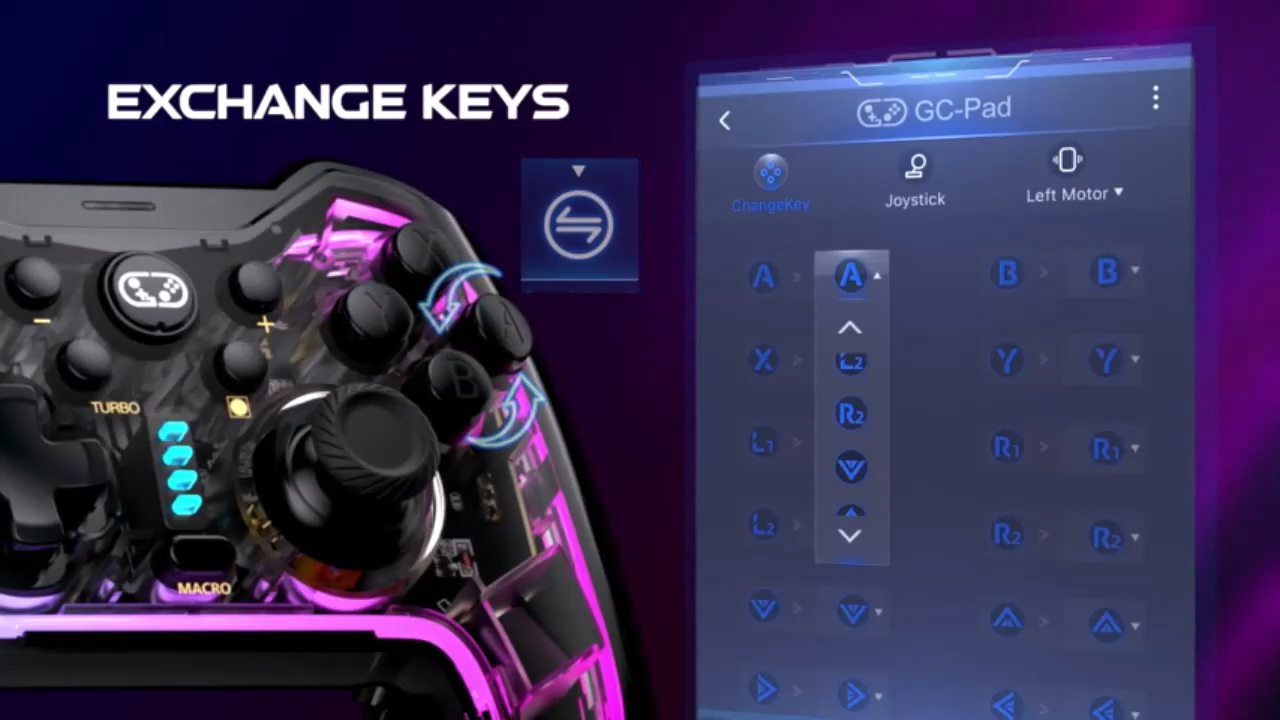 EXCHANGE KEYS
GC-Pad
ChangeKey
Joystick
Left Motor
A
A
B
B
X
L2
Y
Y
R2
L1
R1
R1
L2
R2
R2
Y
A
B
TURBO
MACRO